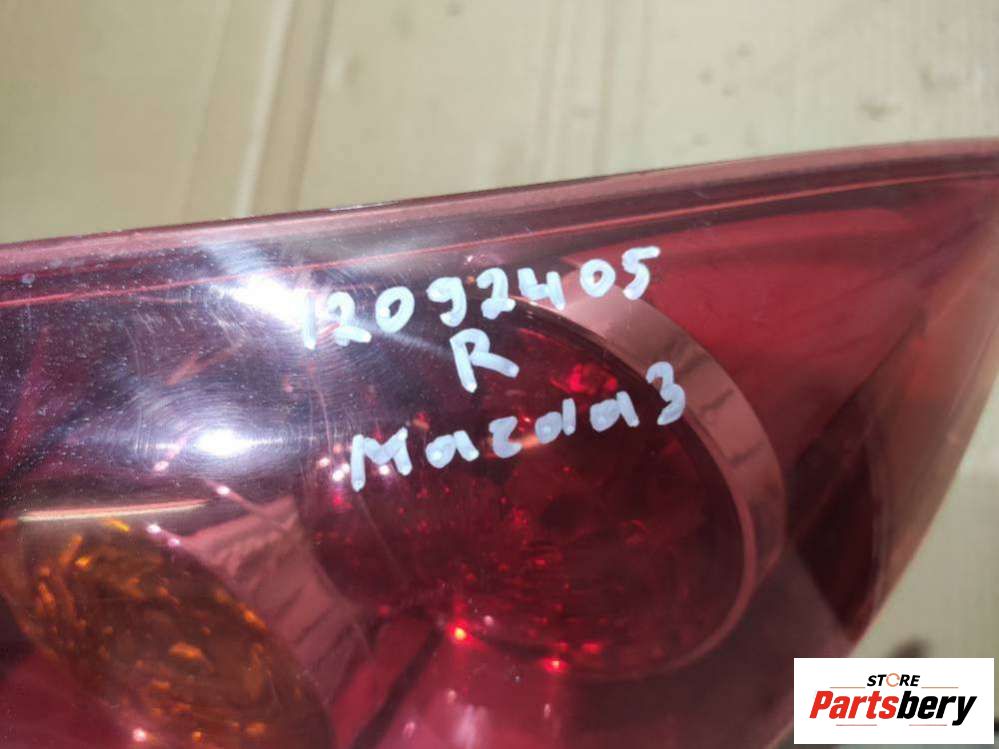 12092405
R
Mazda3
STORE
Partsbery